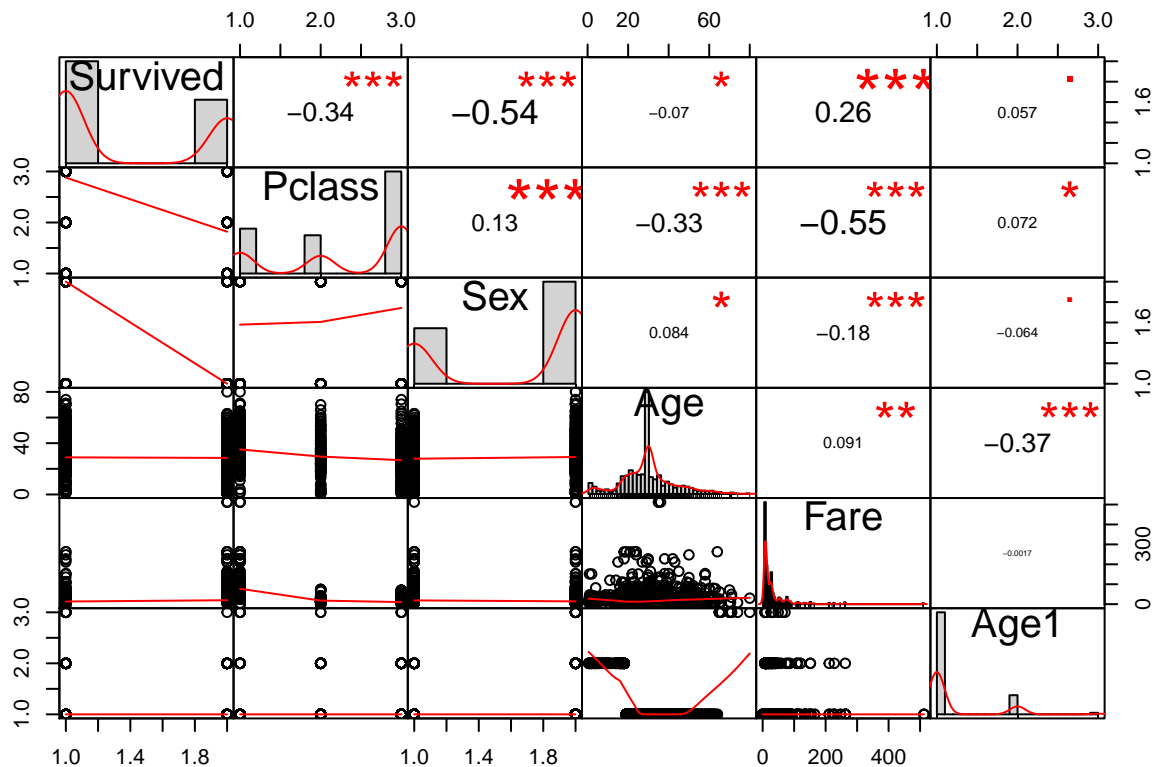 1.0 2.0 3.0 0 20 60 1.0 2.0 3.0
Survived *** *** * *** .
−0.34 −0.54 −0.07 0.26 0.057
1.0 1.6
Pclass *** *** *** *
0.13 −0.33 −0.55 0.072
1.0 2.0 3.0
Sex * *** .
0.084 −0.18 −0.064
1.0 1.6
Age ** ***
0.091 −0.37
0 40 80
Fare
−0.0017
0 300
Age1
1.0 2.0 3.0
1.0 1.4 1.8 1.0 1.4 1.8 0 200 400